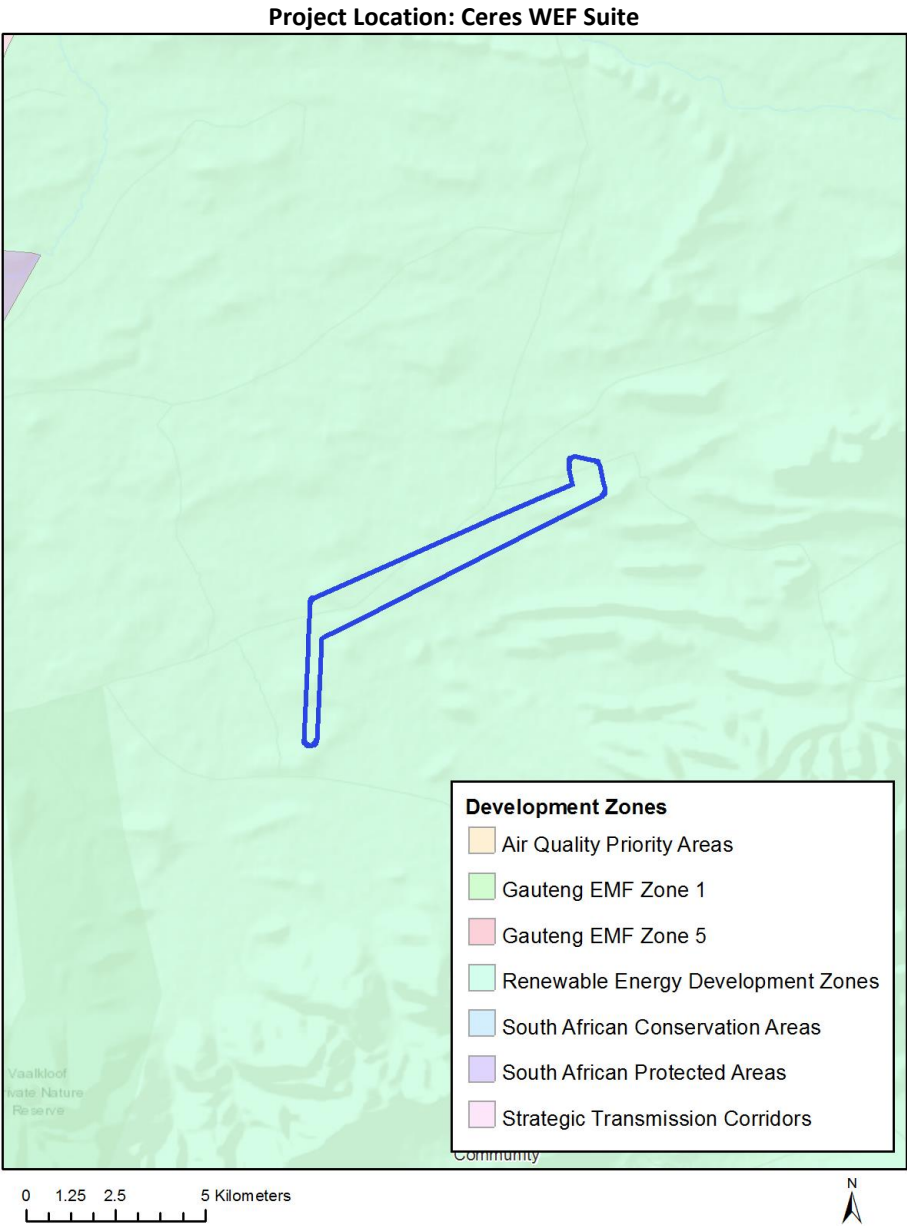 Project Location: Ceres WEF Suite
Development Zones
Air Quality Priority Areas
Gauteng EMF Zone 1
Gauteng EMF Zone 5
Renewable Energy Development Zones
South African Conservation Areas
South African Protected Areas
Strategic Transmission Corridors
Vaalkloof
rivate Nature
Reserve
Community
0 1.25 2.5 5 Kilometers
N